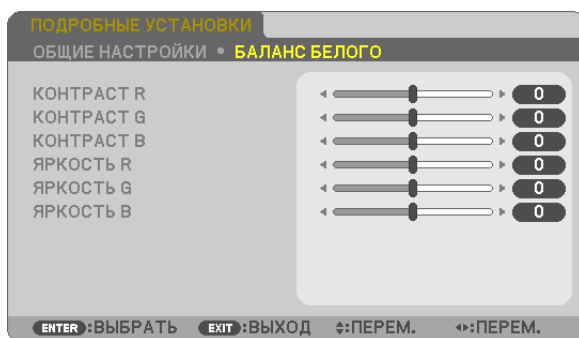 ПОДРОБНЫЕ УСТАНОВКИ
ОБЩИЕ НАСТРОЙКИ • БАЛАНС БЕЛОГО
КОНТРАСТ R 0
КОНТРАСТ G 0
КОНТРАСТ B 0
ЯРКОСТЬ R 0
ЯРКОСТЬ G 0
ЯРКОСТЬ B 0
ENTER :ВЫБРАТЬ EXIT :ВЫХОД :ПЕРЕМ. :ПЕРЕМ.